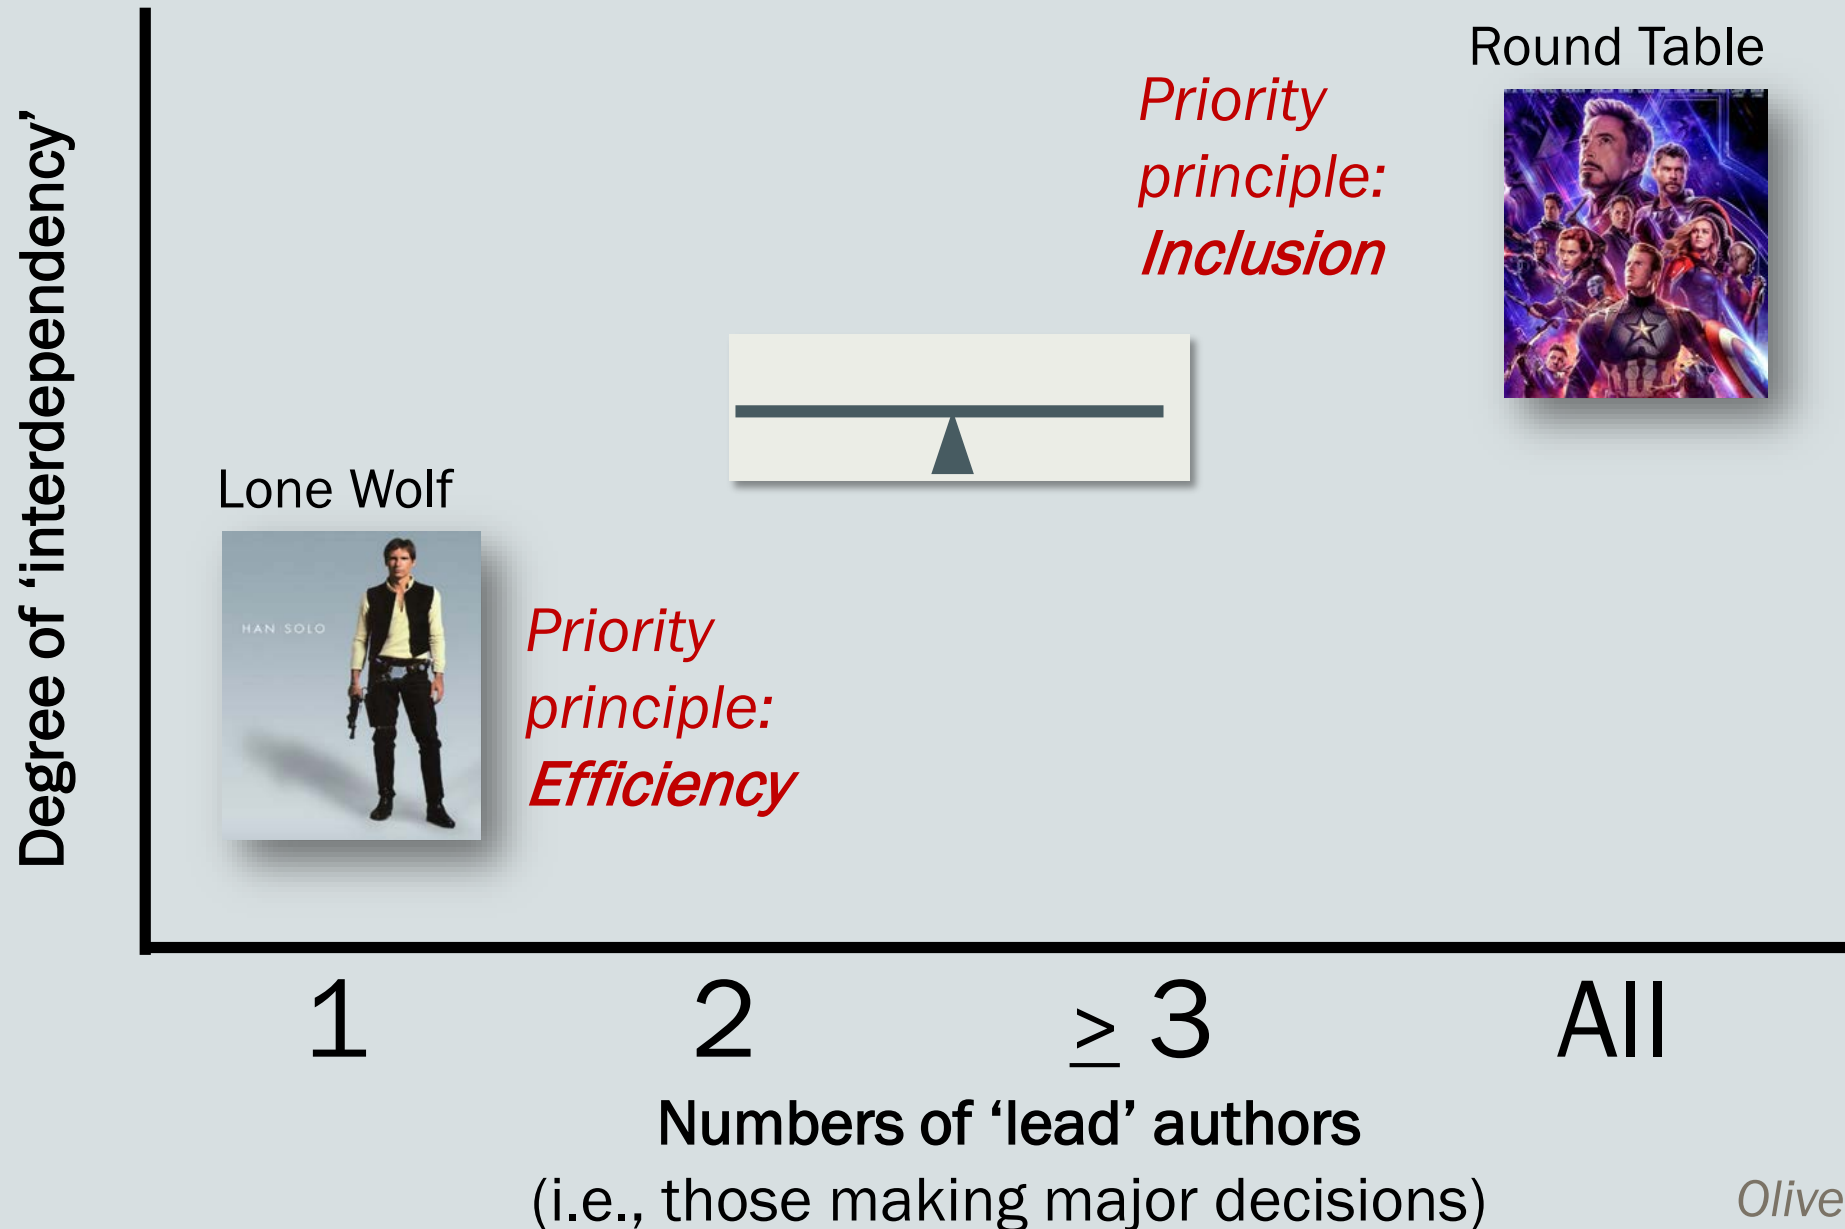 Degree of ‘interdependency’
Round Table
Priority
principle:
Inclusion
Lone Wolf
HAN SOLO
Priority
principle:
Efficiency
1
2
≥ 3
All
Numbers of ‘lead’ authors
(i.e., those making major decisions)
Olive